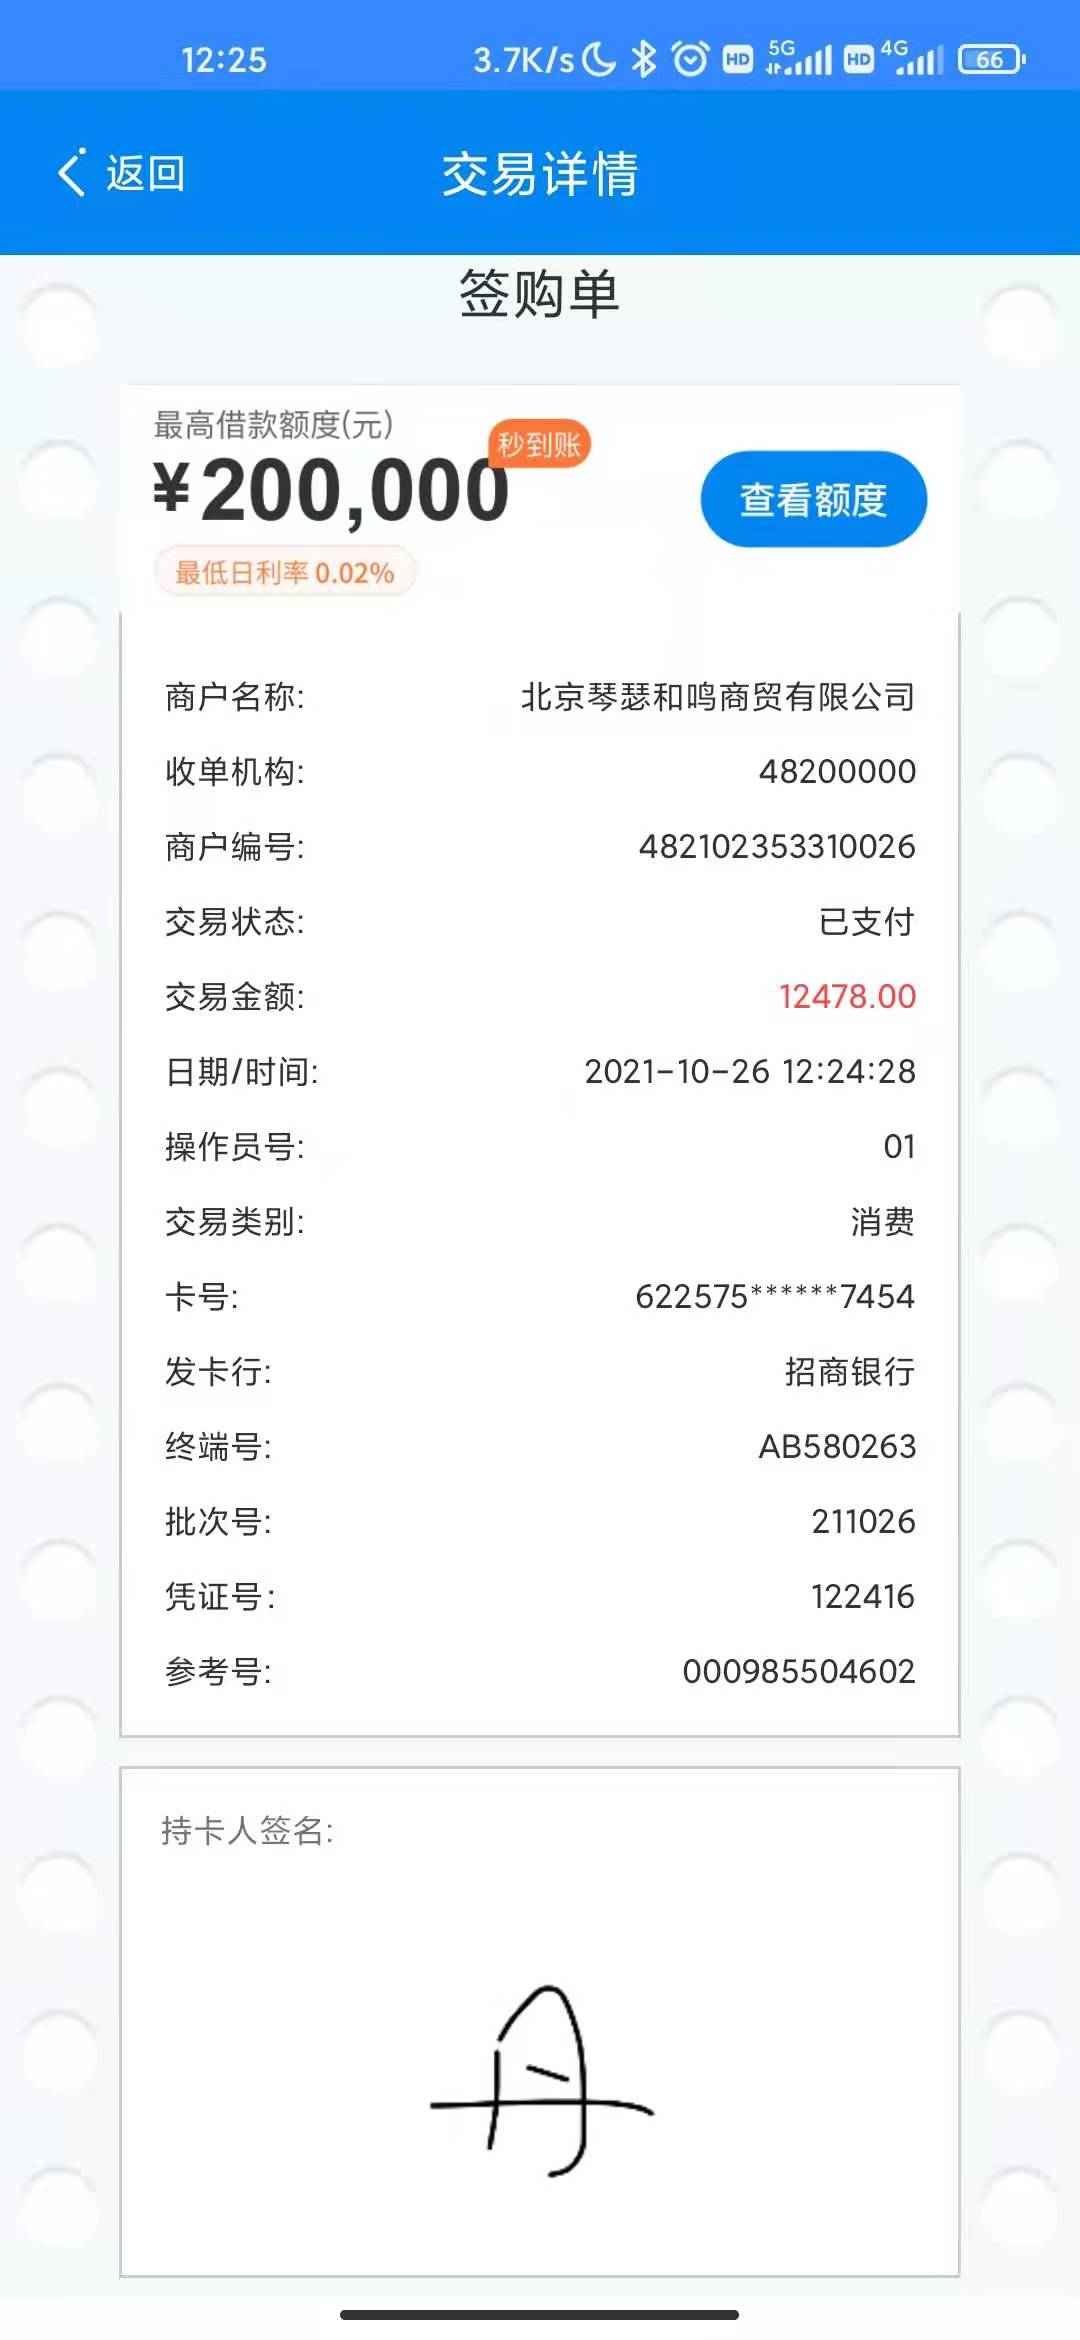 12:25 3.7K/s HD 5G HD 4G 66
返回 交易详情
签购单
最高借款额度(元)
¥200,000 秒到账
查看额度
最低日利率 0.02%
商户名称: 北京琴瑟和鸣商贸有限公司
收单机构: 48200000
商户编号: 482102353310026
交易状态: 已支付
交易金额: 12478.00
日期/时间: 2021-10-26 12:24:28
操作员号: 01
交易类别: 消费
卡号: 622575******7454
发卡行: 招商银行
终端号: AB580263
批次号: 211026
凭证号: 122416
参考号: 000985504602
持卡人签名: